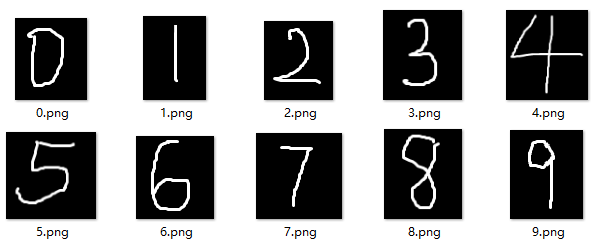 0 1 2 3 4
0.png 1.png 2.png 3.png 4.png
5 6 7 8 9
5.png 6.png 7.png 8.png 9.png